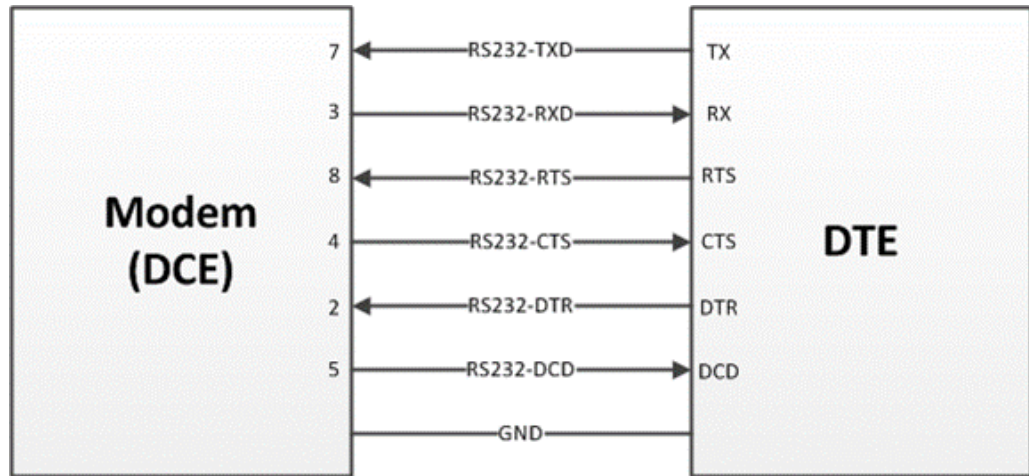 7 RS232-TXD TX
3 RS232-RXD RX
8 RS232-RTS RTS
Modem
(DCE)
4 RS232-CTS CTS
DTE
2 RS232-DTR DTR
5 RS232-DCD DCD
GND